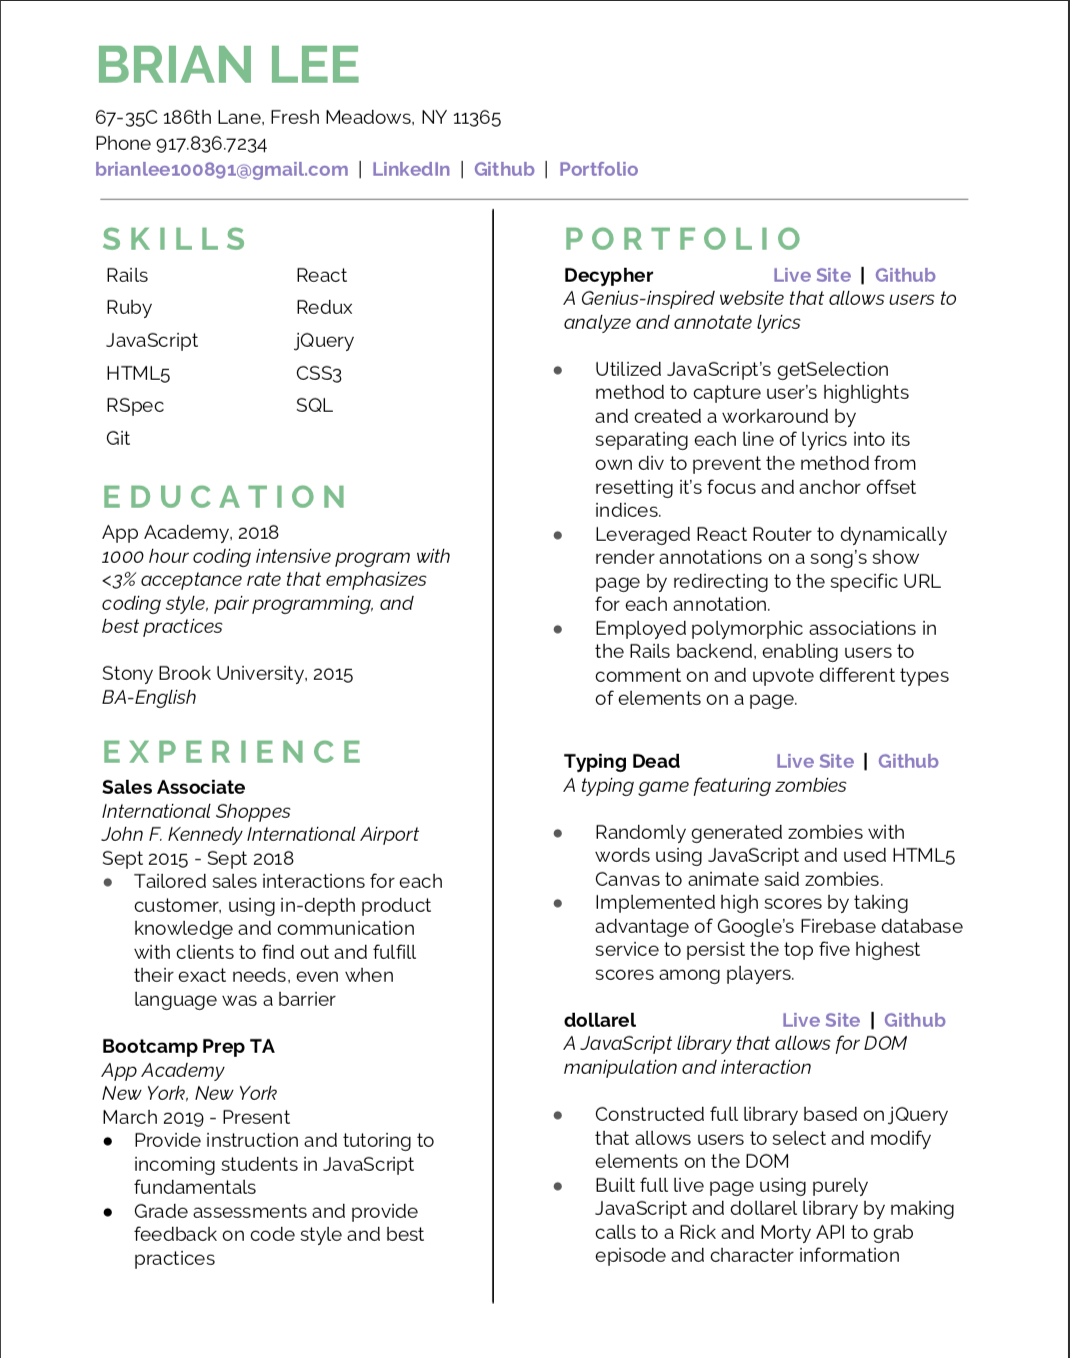 BRIAN LEE
67-35C 186th Lane, Fresh Meadows, NY 11365
Phone 917.836.7234
brianlee100891@gmail.com | LinkedIn | Github | Portfolio
SKILLS
Rails React
Ruby Redux
JavaScript jQuery
HTML5 CSS3
RSpec SQL
Git
EDUCATION
App Academy, 2018
1000 hour coding intensive program with
<3% acceptance rate that emphasizes
coding style, pair programming, and
best practices
Stony Brook University, 2015
BA-English
EXPERIENCE
Sales Associate
International Shoppes
John F. Kennedy International Airport
Sept 2015 - Sept 2018
● Tailored sales interactions for each
customer, using in-depth product
knowledge and communication
with clients to find out and fulfill
their exact needs, even when
language was a barrier
Bootcamp Prep TA
App Academy
New York, New York
March 2019 - Present
● Provide instruction and tutoring to
incoming students in JavaScript
fundamentals
● Grade assessments and provide
feedback on code style and best
practices
PORTFOLIO
Decypher Live Site | Github
A Genius-inspired website that allows users to
analyze and annotate lyrics
● Utilized JavaScript's getSelection
method to capture user's highlights
and created a workaround by
separating each line of lyrics into its
own div to prevent the method from
resetting it's focus and anchor offset
indices.
● Leveraged React Router to dynamically
render annotations on a song's show
page by redirecting to the specific URL
for each annotation.
● Employed polymorphic associations in
the Rails backend, enabling users to
comment on and upvote different types
of elements on a page.
Typing Dead Live Site | Github
A typing game featuring zombies
● Randomly generated zombies with
words using JavaScript and used HTML5
Canvas to animate said zombies.
● Implemented high scores by taking
advantage of Google's Firebase database
service to persist the top five highest
scores among players.
dollarel Live Site | Github
A JavaScript library that allows for DOM
manipulation and interaction
● Constructed full library based on jQuery
that allows users to select and modify
elements on the DOM
● Built full live page using purely
JavaScript and dollarel library by making
calls to a Rick and Morty API to grab
episode and character information